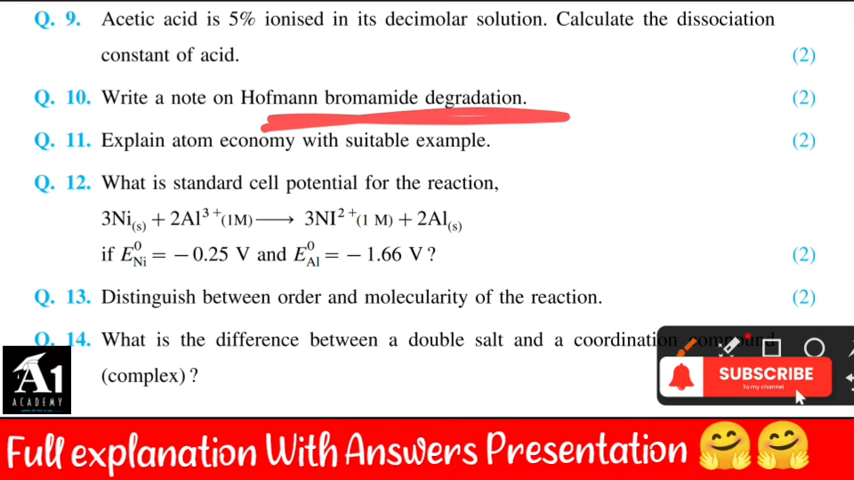 Q. 9. Acetic acid is 5% ionised in its decimolar solution. Calculate the dissociation
constant of acid. (2)
Q. 10. Write a note on Hofmann bromamide degradation. (2)
Q. 11. Explain atom economy with suitable example. (2)
Q. 12. What is standard cell potential for the reaction,
3Ni(s) + 2Al³⁺(1M) ⟶ 3NI²⁺(1 M) + 2Al(s)
if E⁰Ni = − 0.25 V and E⁰Al = − 1.66 V ? (2)
Q. 13. Distinguish between order and molecularity of the reaction. (2)
Q. 14. What is the difference between a double salt and a coordination compound
(complex) ?
A1
ACADEMY
SUBSCRIBE
To my channel
Full explanation With Answers Presentation 🤗🤗